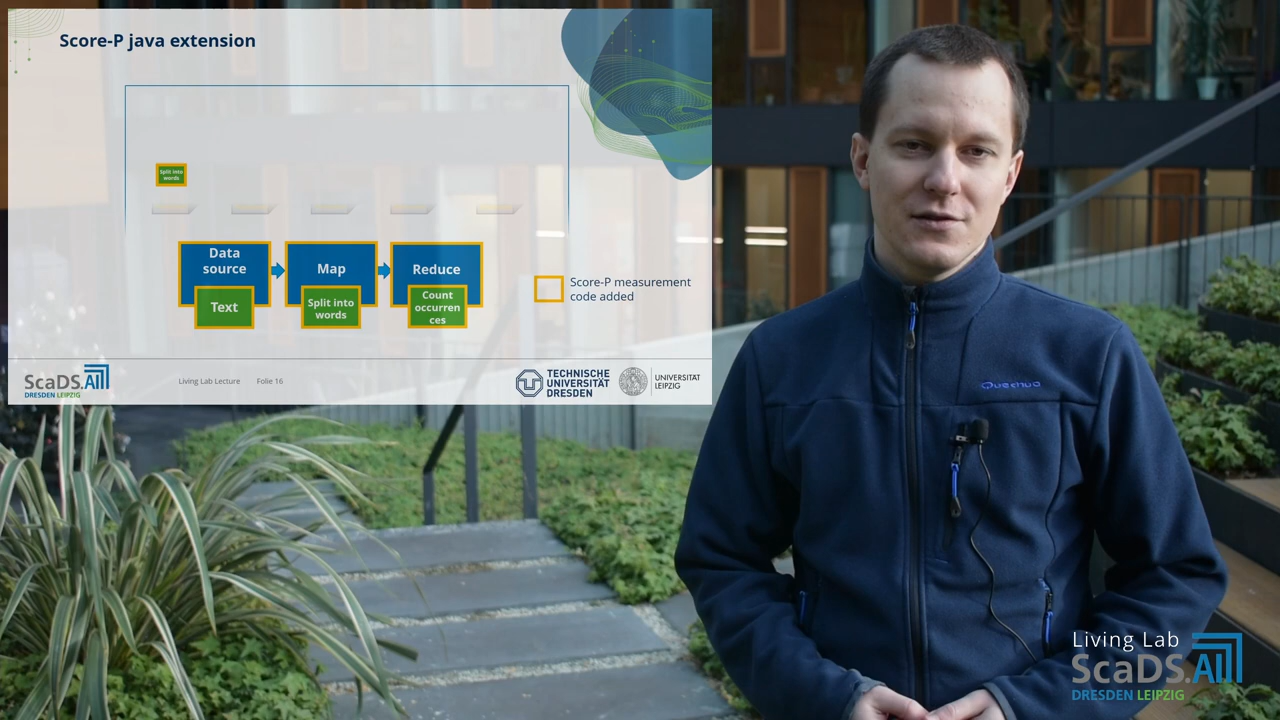 Score-P java extension
Split into
words
Data
source
Map
Reduce
Text
Split into
words
Count
occurren
ces
Score-P measurement
code added
ScaDS.AI
DRESDEN LEIPZIG
Living Lab Lecture
Folie 16
TECHNISCHE
UNIVERSITÄT
DRESDEN
UNIVERSITÄT
LEIPZIG
Quechua
Living Lab
ScaDS.AI
DRESDEN LEIPZIG